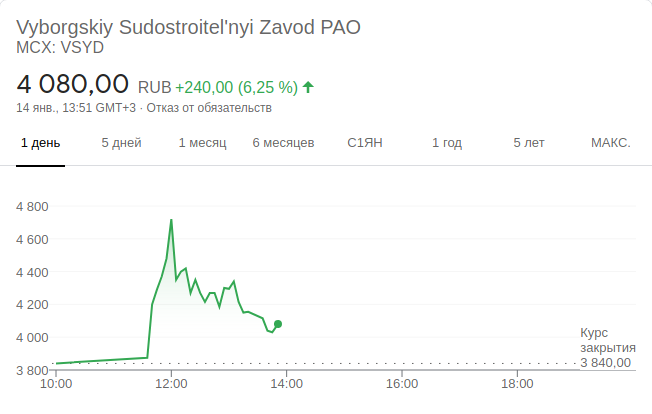 Vyborgskiy Sudostroitel'nyi Zavod PAO
MCX: VSYD
4 080,00 RUB +240,00 (6,25 %)
14 янв., 13:51 GMT+3 · Отказ от обязательств
1 день 5 дней 1 месяц 6 месяцев С1ЯН 1 год 5 лет МАКС.
4 800
4 600
4 400
4 200
4 000
3 800
Курс
закрытия
3 840,00
10:00 12:00 14:00 16:00 18:00